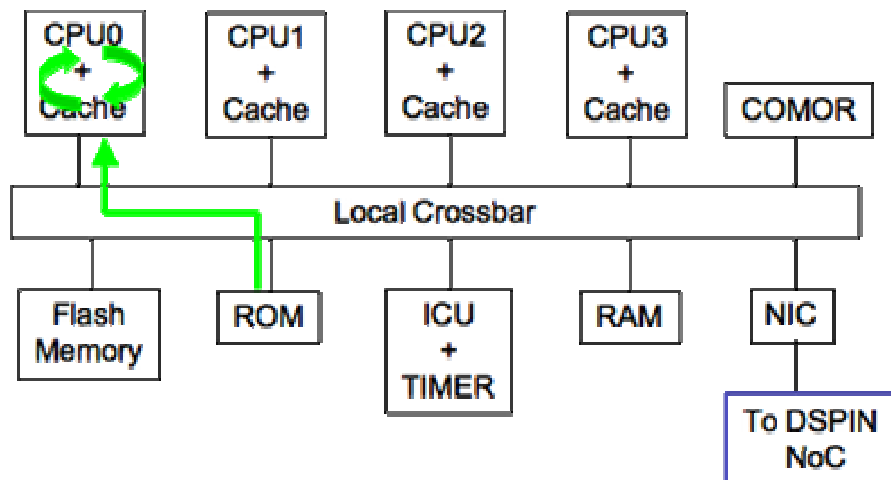 CPU0
+
Cache
CPU1
+
Cache
CPU2
+
Cache
CPU3
+
Cache
COMOR
Local Crossbar
Flash
Memory
ROM
ICU
+
TIMER
RAM
NIC
To DSPIN
NoC